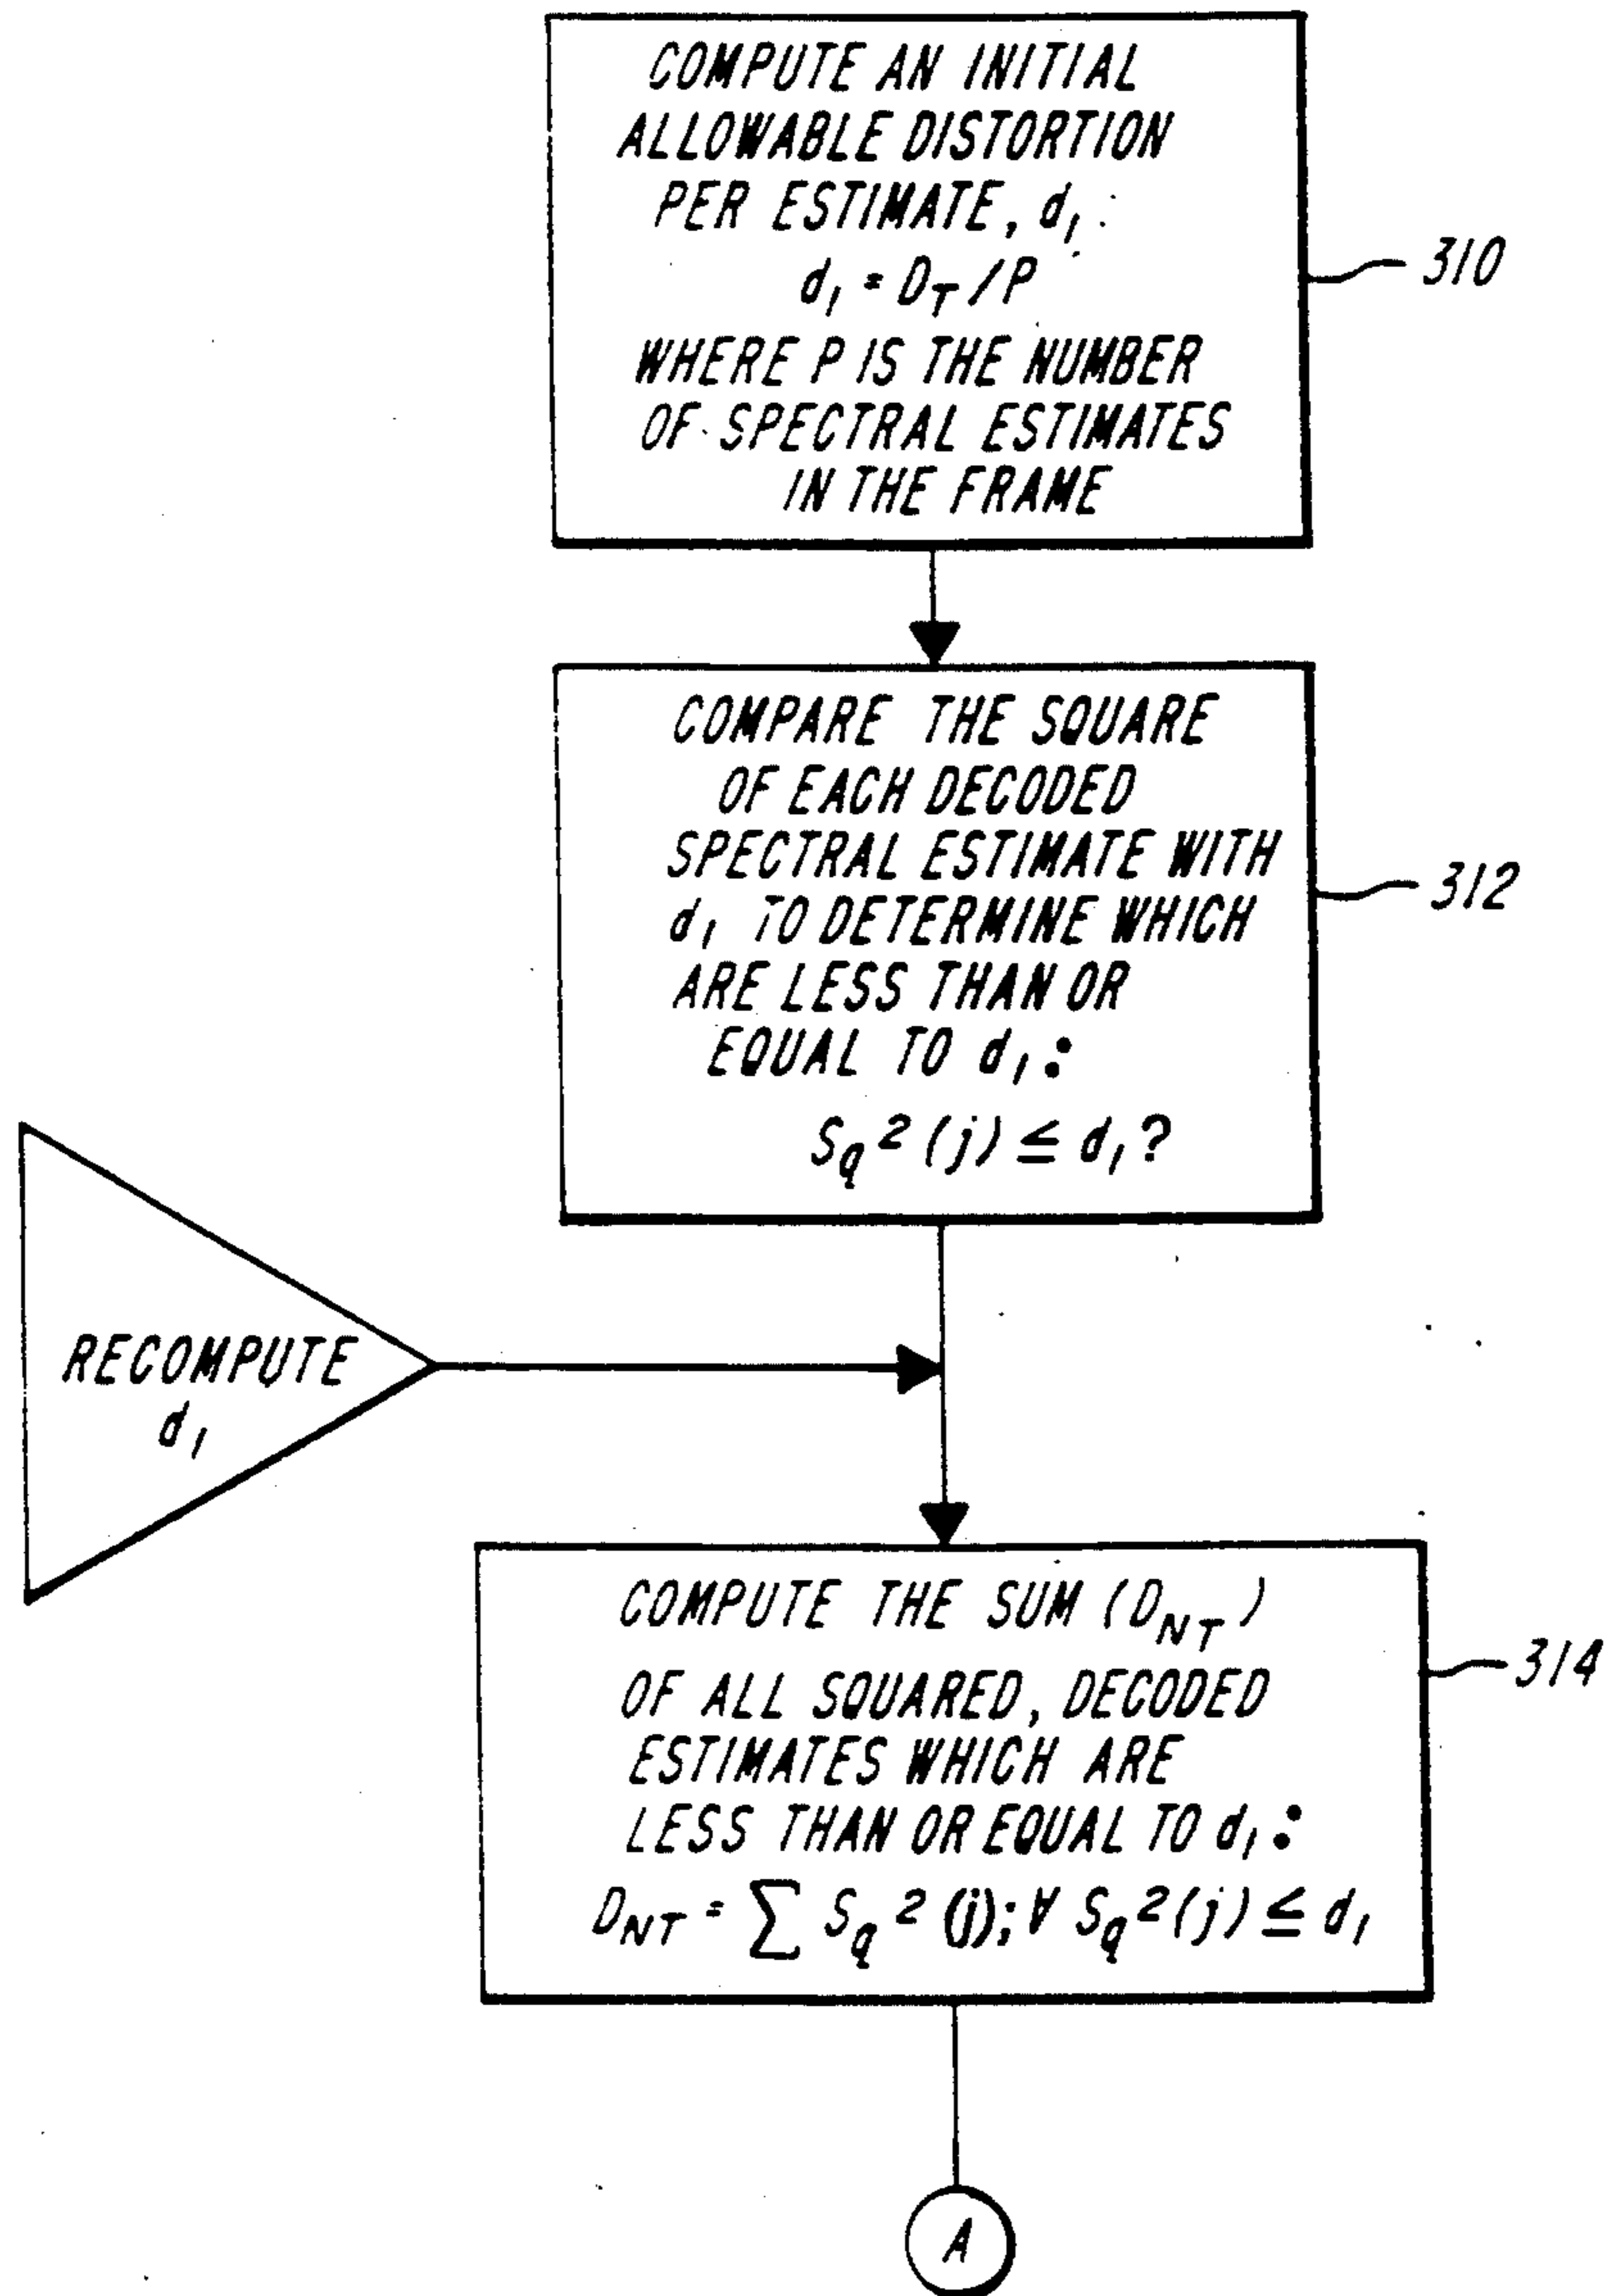 COMPUTE AN INITIAL
ALLOWABLE DISTORTION
PER ESTIMATE, d₁:
d₁ = D_T / P
WHERE P IS THE NUMBER
OF SPECTRAL ESTIMATES
IN THE FRAME
310
COMPARE THE SQUARE
OF EACH DECODED
SPECTRAL ESTIMATE WITH
d₁ TO DETERMINE WHICH
ARE LESS THAN OR
EQUAL TO d₁:
S_q² (j) ≤ d₁?
312
RECOMPUTE
d₁
COMPUTE THE SUM (D_NT)
OF ALL SQUARED, DECODED
ESTIMATES WHICH ARE
LESS THAN OR EQUAL TO d₁:
D_NT = ∑ S_q² (j); ∀ S_q² (j) ≤ d₁
314
A